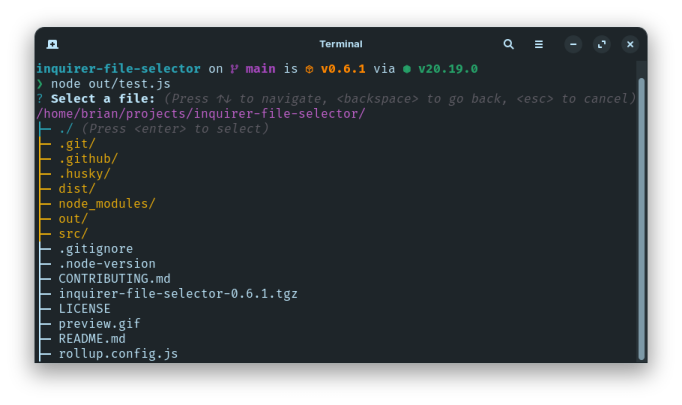 Terminal
inquirer-file-selector on main is v0.6.1 via v20.19.0
❯ node out/test.js
? Select a file: (Press ↑↓ to navigate, <backspace> to go back, <esc> to cancel)
/home/brian/projects/inquirer-file-selector/
├─ ./ (Press <enter> to select)
├─ .git/
├─ .github/
├─ .husky/
├─ dist/
├─ node_modules/
├─ out/
├─ src/
├─ .gitignore
├─ .node-version
├─ CONTRIBUTING.md
├─ inquirer-file-selector-0.6.1.tgz
├─ LICENSE
├─ preview.gif
├─ README.md
├─ rollup.config.js